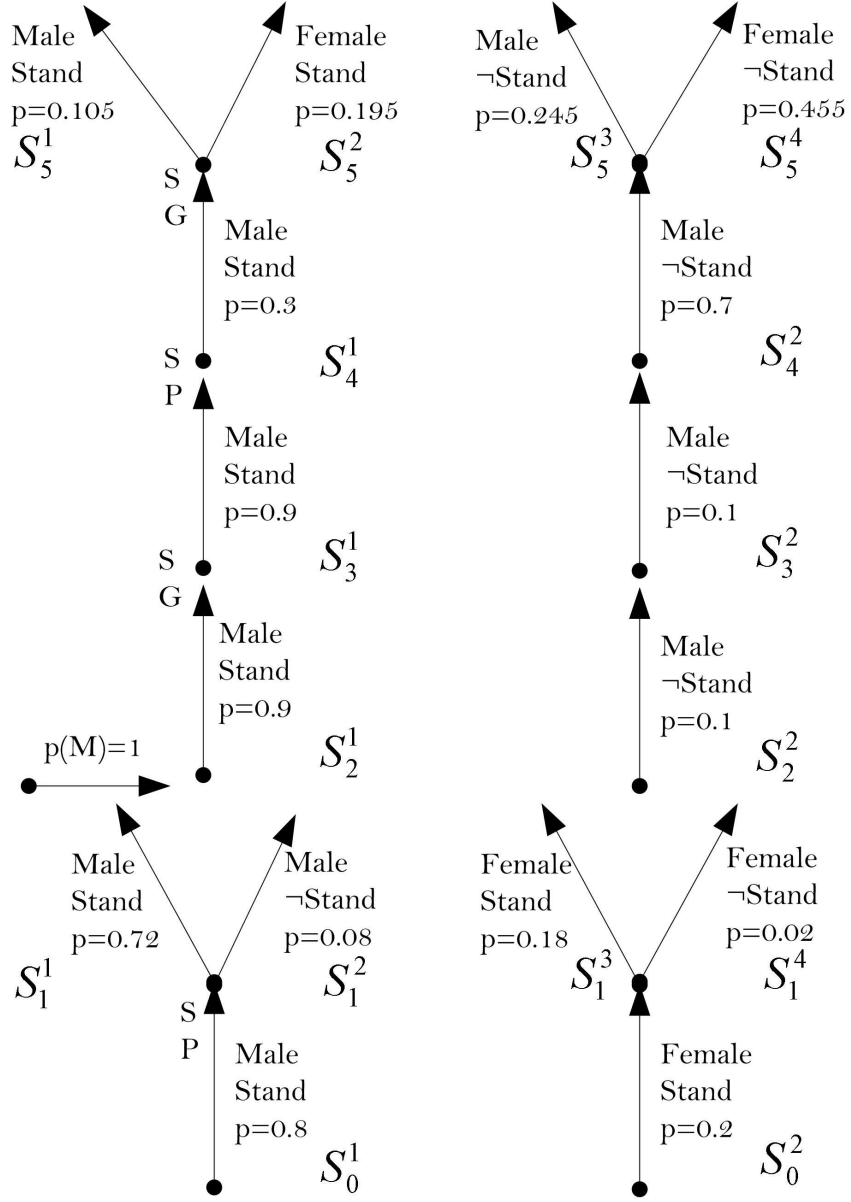 Male
Stand
p=0.105
S_5^1
Female
Stand
p=0.195
S_5^2
Male
¬Stand
p=0.245
S_5^3
Female
¬Stand
p=0.455
S_5^4
S
G
Male
Stand
p=0.3
S_4^1
Male
¬Stand
p=0.7
S_4^2
S
P
Male
Stand
p=0.9
S_3^1
Male
¬Stand
p=0.1
S_3^2
S
G
Male
Stand
p=0.9
S_2^1
Male
¬Stand
p=0.1
S_2^2
p(M)=1
Male
Stand
p=0.72
S_1^1
Male
¬Stand
p=0.08
S_1^2
Female
Stand
p=0.18
S_1^3
Female
¬Stand
p=0.02
S_1^4
S
P
Male
Stand
p=0.8
S_0^1
Female
Stand
p=0.2
S_0^2